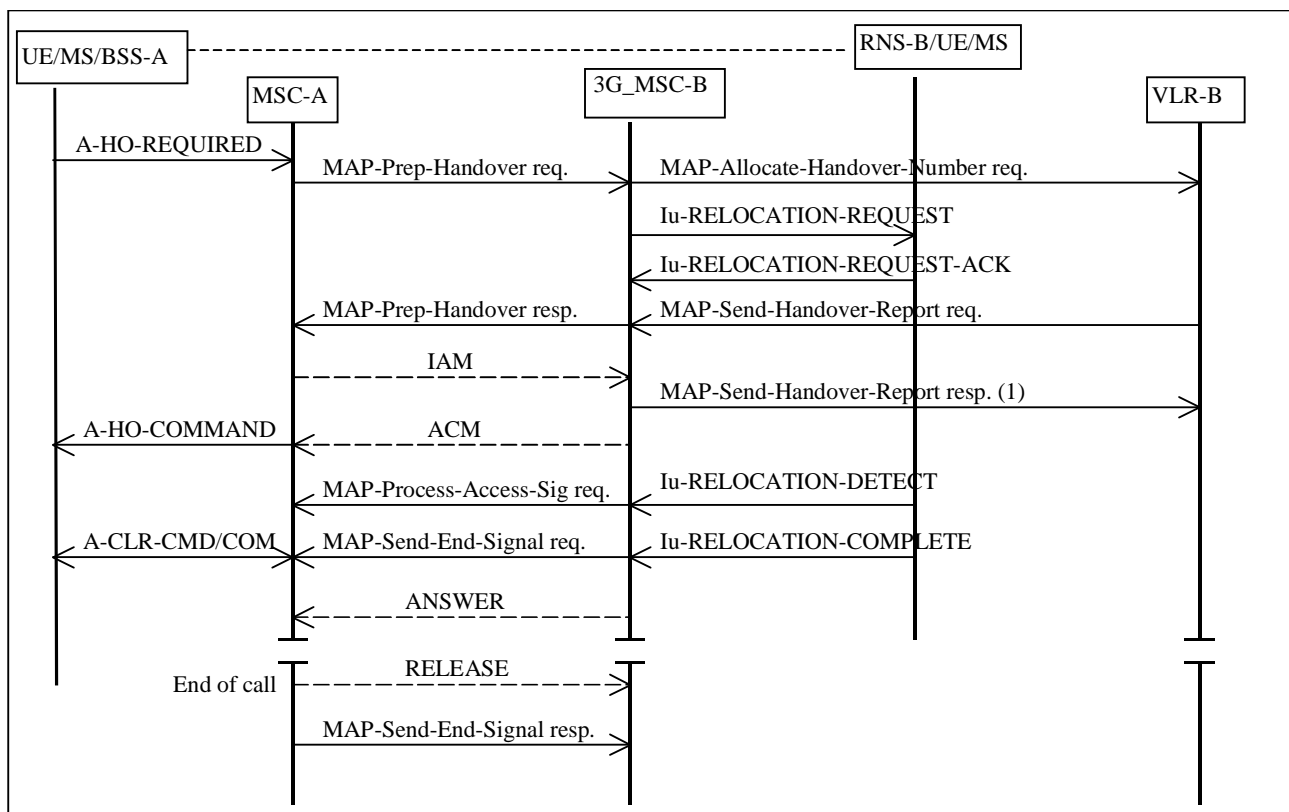 UE/MS/BSS-A
RNS-B/UE/MS
MSC-A
3G_MSC-B
VLR-B
A-HO-REQUIRED
MAP-Prep-Handover req.
MAP-Allocate-Handover-Number req.
Iu-RELOCATION-REQUEST
Iu-RELOCATION-REQUEST-ACK
MAP-Prep-Handover resp.
MAP-Send-Handover-Report req.
IAM
MAP-Send-Handover-Report resp. (1)
A-HO-COMMAND
ACM
Iu-RELOCATION-DETECT
MAP-Process-Access-Sig req.
A-CLR-CMD/COM
MAP-Send-End-Signal req.
Iu-RELOCATION-COMPLETE
ANSWER
RELEASE
End of call
MAP-Send-End-Signal resp.